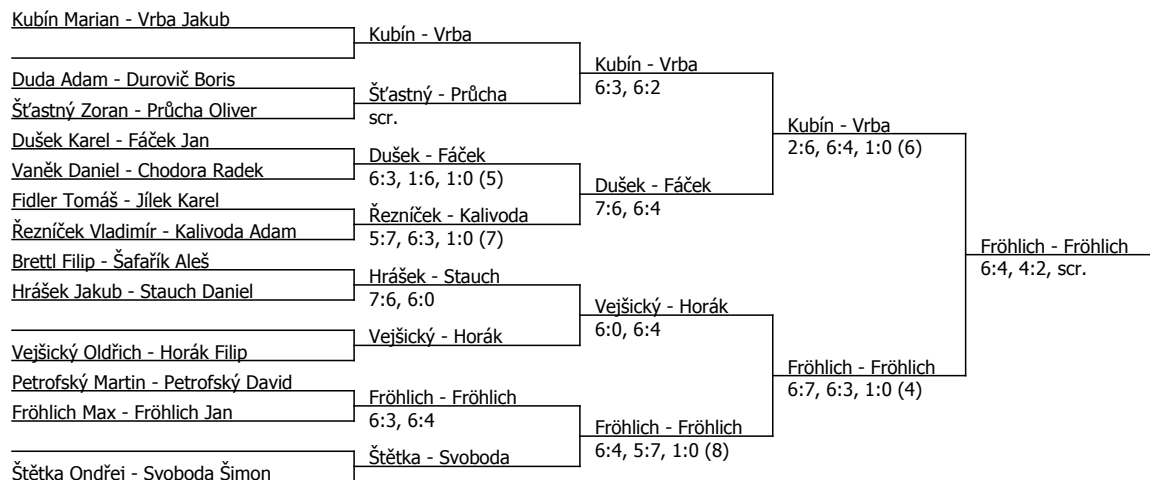 Kubín Marian - Vrba Jakub
Duda Adam - Durovič Boris
Šťastný Zoran - Průcha Oliver
Dušek Karel - Fáček Jan
Vaněk Daniel - Chodora Radek
Fidler Tomáš - Jílek Karel
Řezníček Vladimír - Kalivoda Adam
Brettl Filip - Šafařík Aleš
Hrášek Jakub - Stauch Daniel
Vejšický Oldřich - Horák Filip
Petrofský Martin - Petrofský David
Fröhlich Max - Fröhlich Jan
Štětka Ondřej - Svoboda Šimon
Kubín - Vrba
Šťastný - Průcha
scr.
Dušek - Fáček
6:3, 1:6, 1:0 (5)
Řezníček - Kalivoda
5:7, 6:3, 1:0 (7)
Hrášek - Stauch
7:6, 6:0
Vejšický - Horák
Fröhlich - Fröhlich
6:3, 6:4
Štětka - Svoboda
Kubín - Vrba
6:3, 6:2
Dušek - Fáček
7:6, 6:4
Vejšický - Horák
6:0, 6:4
Fröhlich - Fröhlich
6:4, 5:7, 1:0 (8)
Kubín - Vrba
2:6, 6:4, 1:0 (6)
Fröhlich - Fröhlich
6:7, 6:3, 1:0 (4)
Fröhlich - Fröhlich
6:4, 4:2, scr.